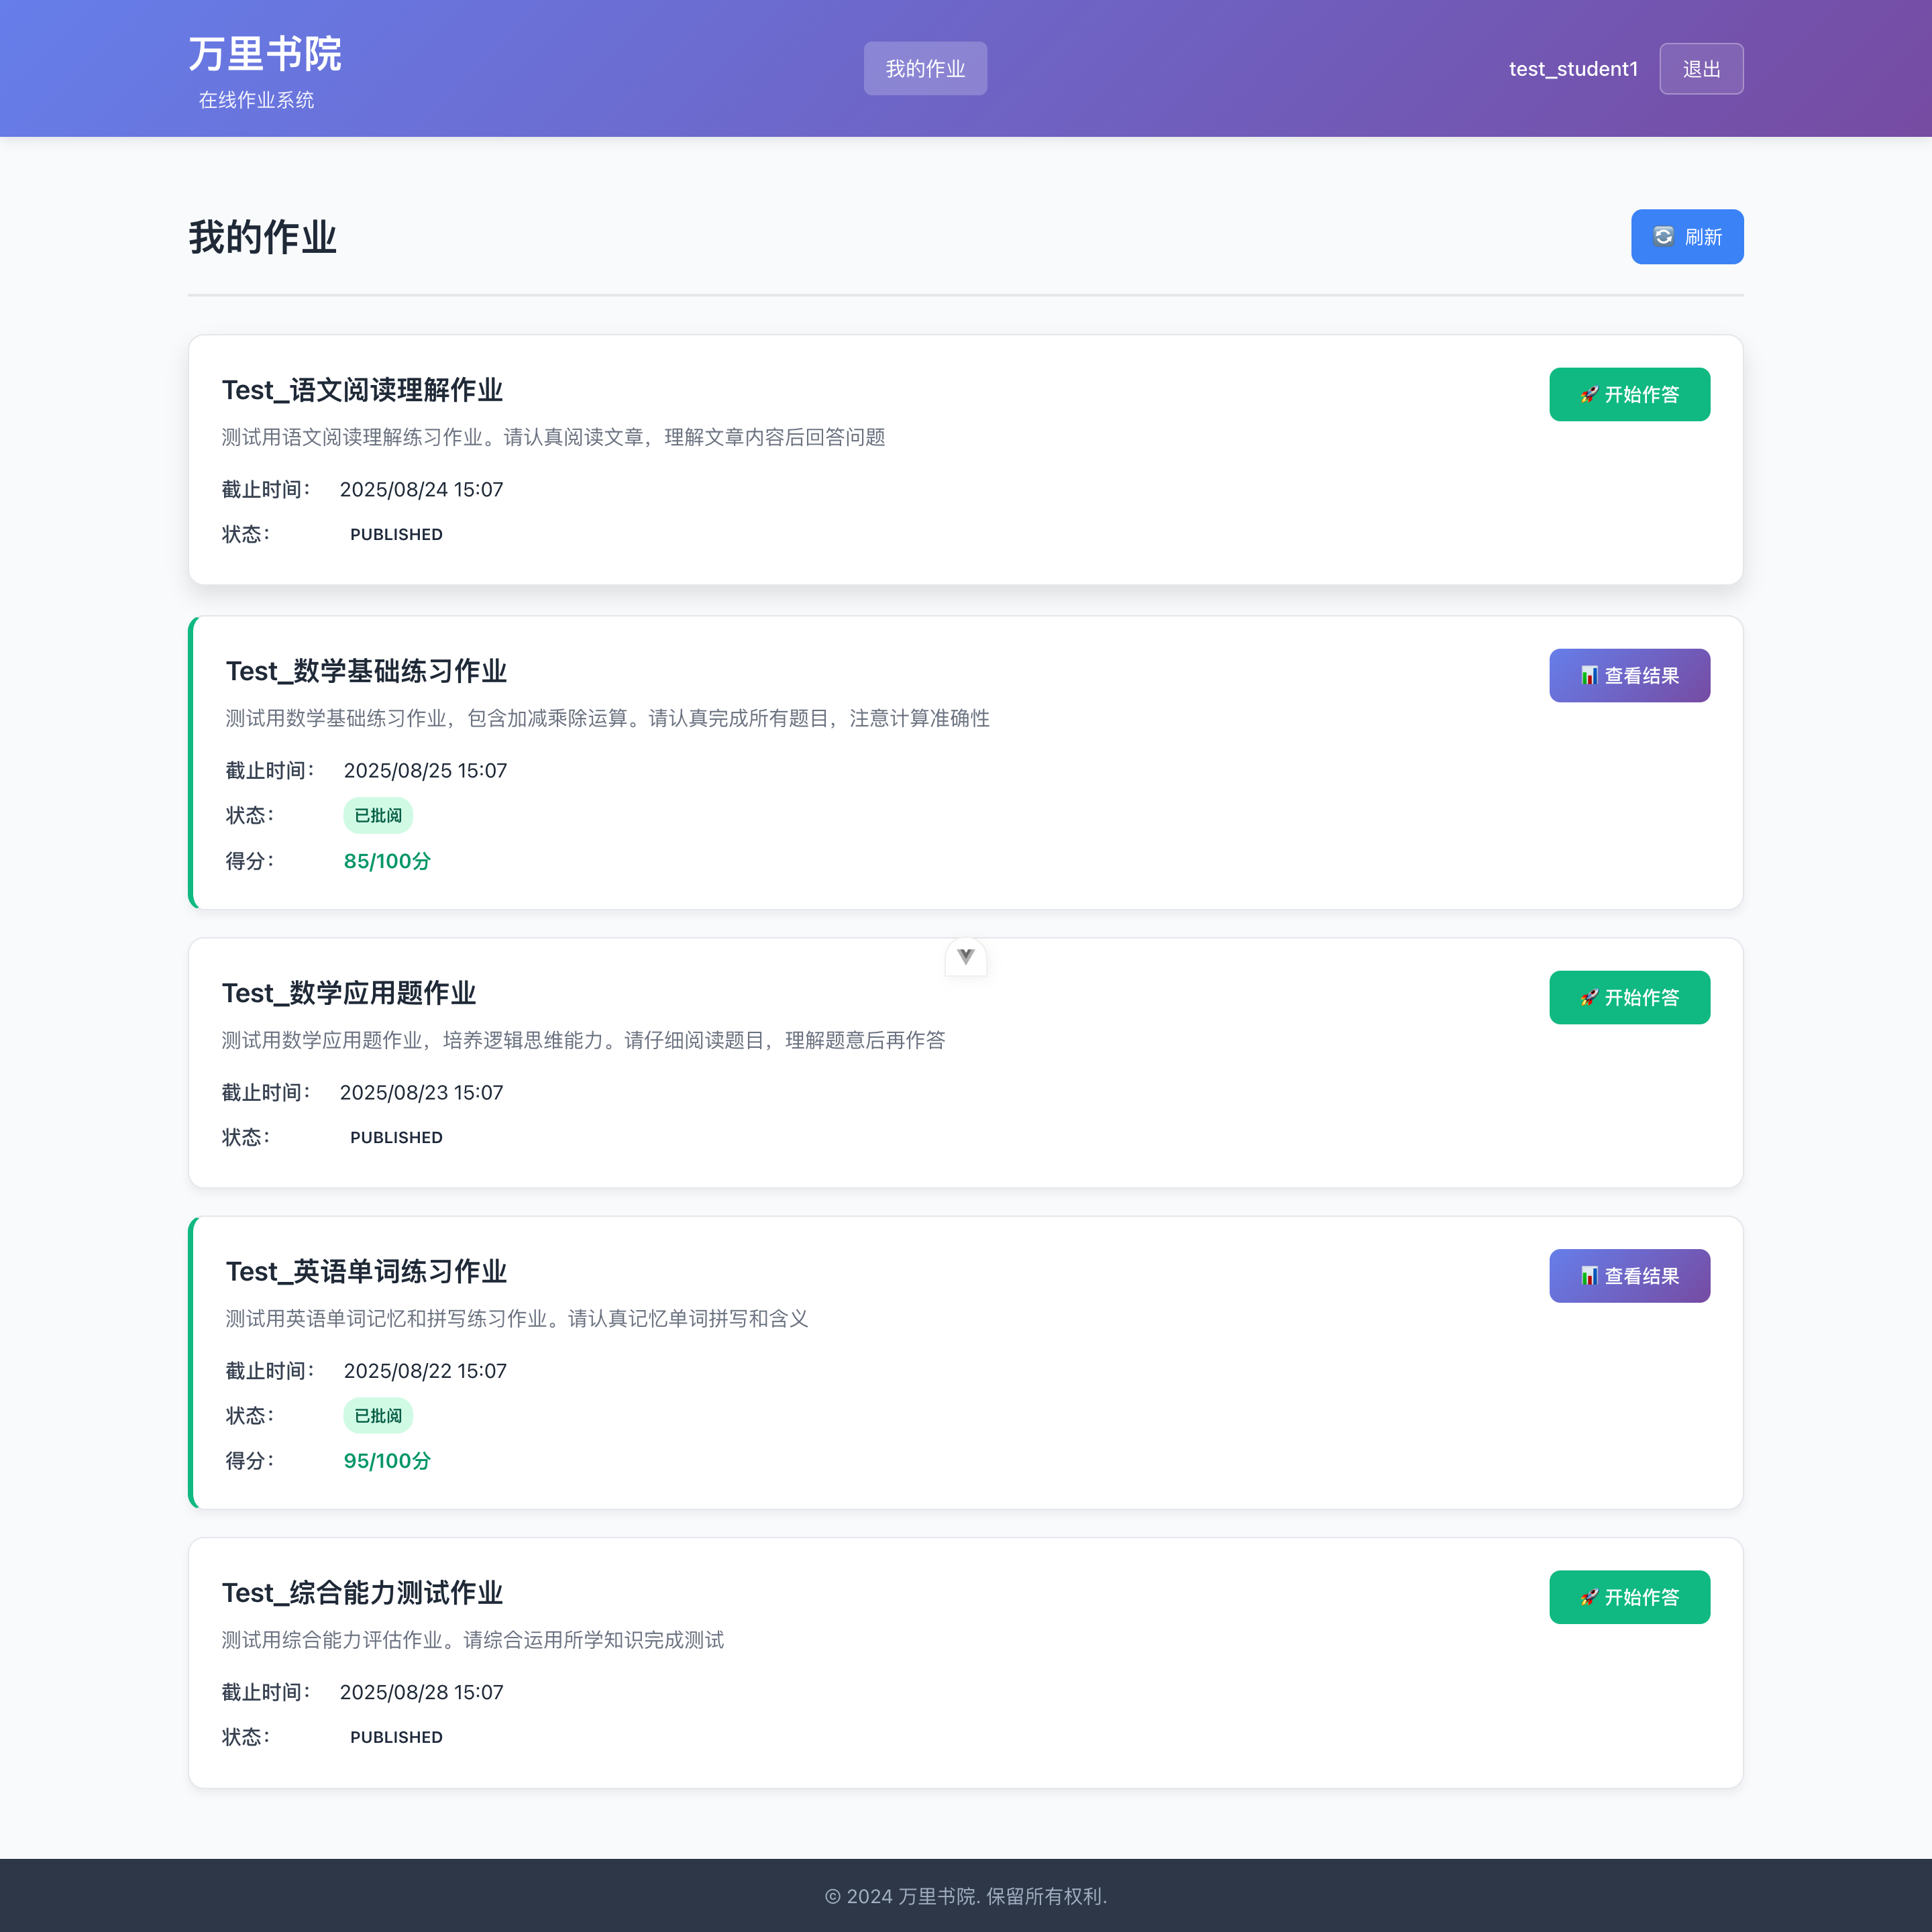 万里书院
在线作业系统
我的作业
test_student1
退出
我的作业
刷新
Test_语文阅读理解作业
开始作答
测试用语文阅读理解练习作业。请认真阅读文章，理解文章内容后回答问题
截止时间： 2025/08/24 15:07
状态： PUBLISHED
Test_数学基础练习作业
查看结果
测试用数学基础练习作业，包含加减乘除运算。请认真完成所有题目，注意计算准确性
截止时间： 2025/08/25 15:07
状态： 已批阅
得分： 85/100分
Test_数学应用题作业
开始作答
测试用数学应用题作业，培养逻辑思维能力。请仔细阅读题目，理解题意后再作答
截止时间： 2025/08/23 15:07
状态： PUBLISHED
Test_英语单词练习作业
查看结果
测试用英语单词记忆和拼写练习作业。请认真记忆单词拼写和含义
截止时间： 2025/08/22 15:07
状态： 已批阅
得分： 95/100分
Test_综合能力测试作业
开始作答
测试用综合能力评估作业。请综合运用所学知识完成测试
截止时间： 2025/08/28 15:07
状态： PUBLISHED
© 2024 万里书院. 保留所有权利.